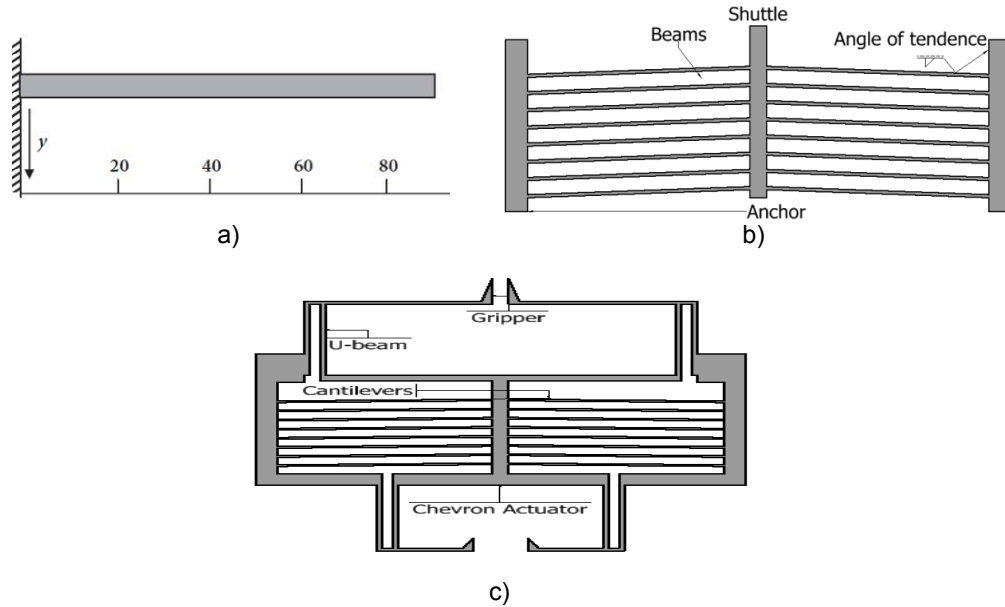 y
20 40 60 80
a)
Shuttle
Beams
Angle of tendence
Anchor
b)
Gripper
U-beam
Cantilevers
Chevron Actuator
c)